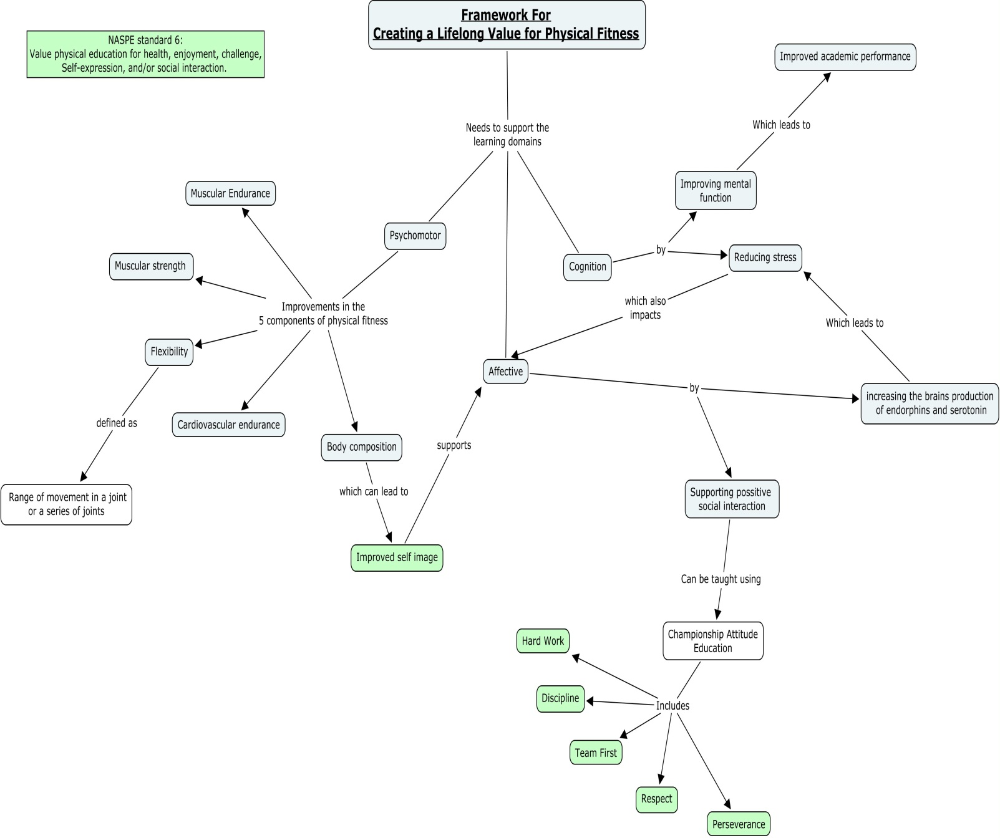 Framework For
Creating a Lifelong Value for Physical Fitness
NASPE standard 6:
Value physical education for health, enjoyment, challenge,
Self-expression, and/or social interaction.
Improved academic performance
Which leads to
Needs to support the
learning domains
Improving mental
function
Muscular Endurance
Psychomotor
by
Reducing stress
Cognition
Muscular strength
which also
impacts
Improvements in the
5 components of physical fitness
Which leads to
Flexibility
Affective
by
increasing the brains production
of endorphins and serotonin
defined as
Cardiovascular endurance
Body composition
supports
which can lead to
Range of movement in a joint
or a series of joints
Supporting possitive
social interaction
Improved self image
Can be taught using
Championship Attitude
Education
Hard Work
Discipline
Includes
Team First
Respect
Perseverance